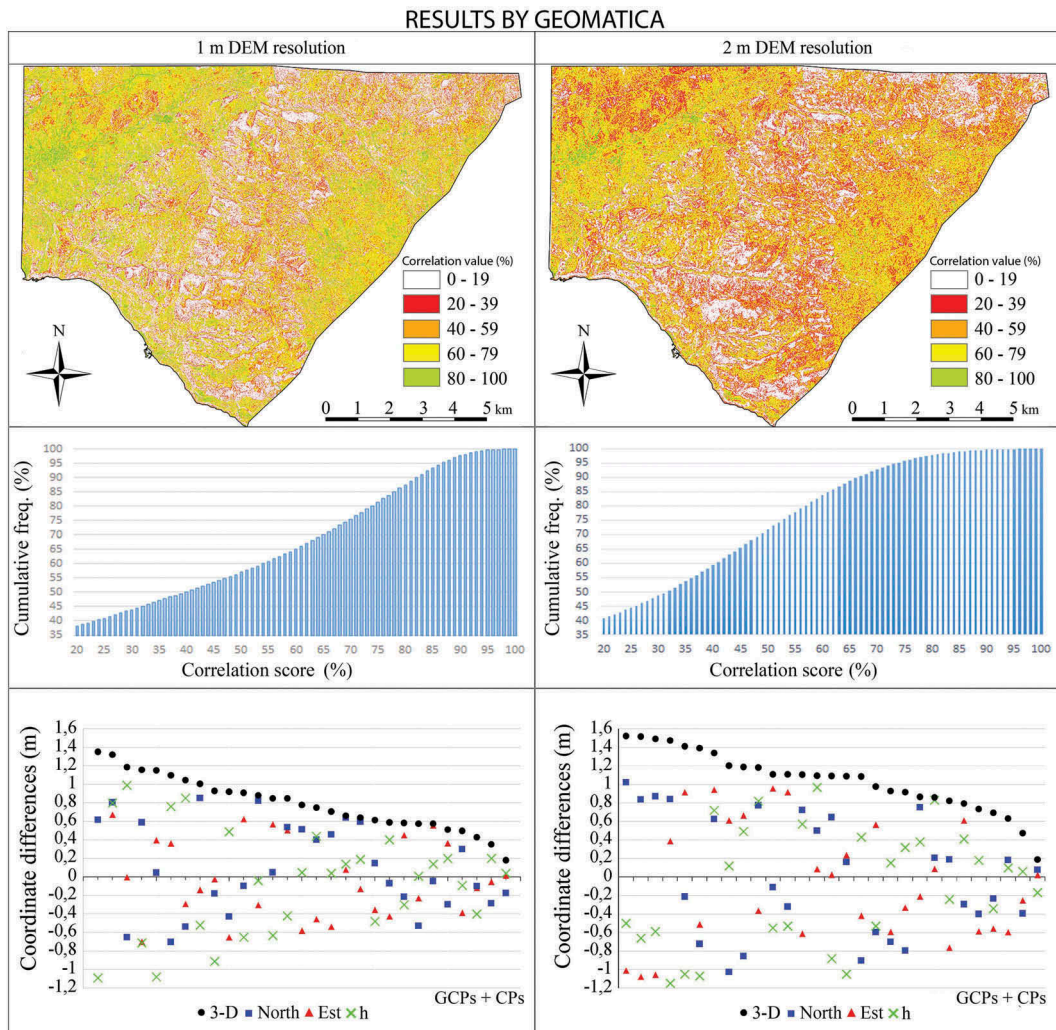 RESULTS BY GEOMATICA
1 m DEM resolution
2 m DEM resolution
Correlation value (%)
0 - 19
20 - 39
40 - 59
60 - 79
80 - 100
N
0 1 2 3 4 5 km
Correlation value (%)
0 - 19
20 - 39
40 - 59
60 - 79
80 - 100
N
0 1 2 3 4 5 km
Cumulative freq. (%)
100
95
90
85
80
75
70
65
60
55
50
45
40
35
20 25 30 35 40 45 50 55 60 65 70 75 80 85 90 95 100
Correlation score (%)
Cumulative freq. (%)
100
95
90
85
80
75
70
65
60
55
50
45
40
35
20 25 30 35 40 45 50 55 60 65 70 75 80 85 90 95 100
Correlation score (%)
Coordinate differences (m)
1,6
1,4
1,2
1
0,8
0,6
0,4
0,2
0
-0,2
-0,4
-0,6
-0,8
-1
-1,2
GCPs + CPs
3-D North Est h
Coordinate differences (m)
1,6
1,4
1,2
1
0,8
0,6
0,4
0,2
0
-0,2
-0,4
-0,6
-0,8
-1
-1,2
GCPs + CPs
3-D North Est h